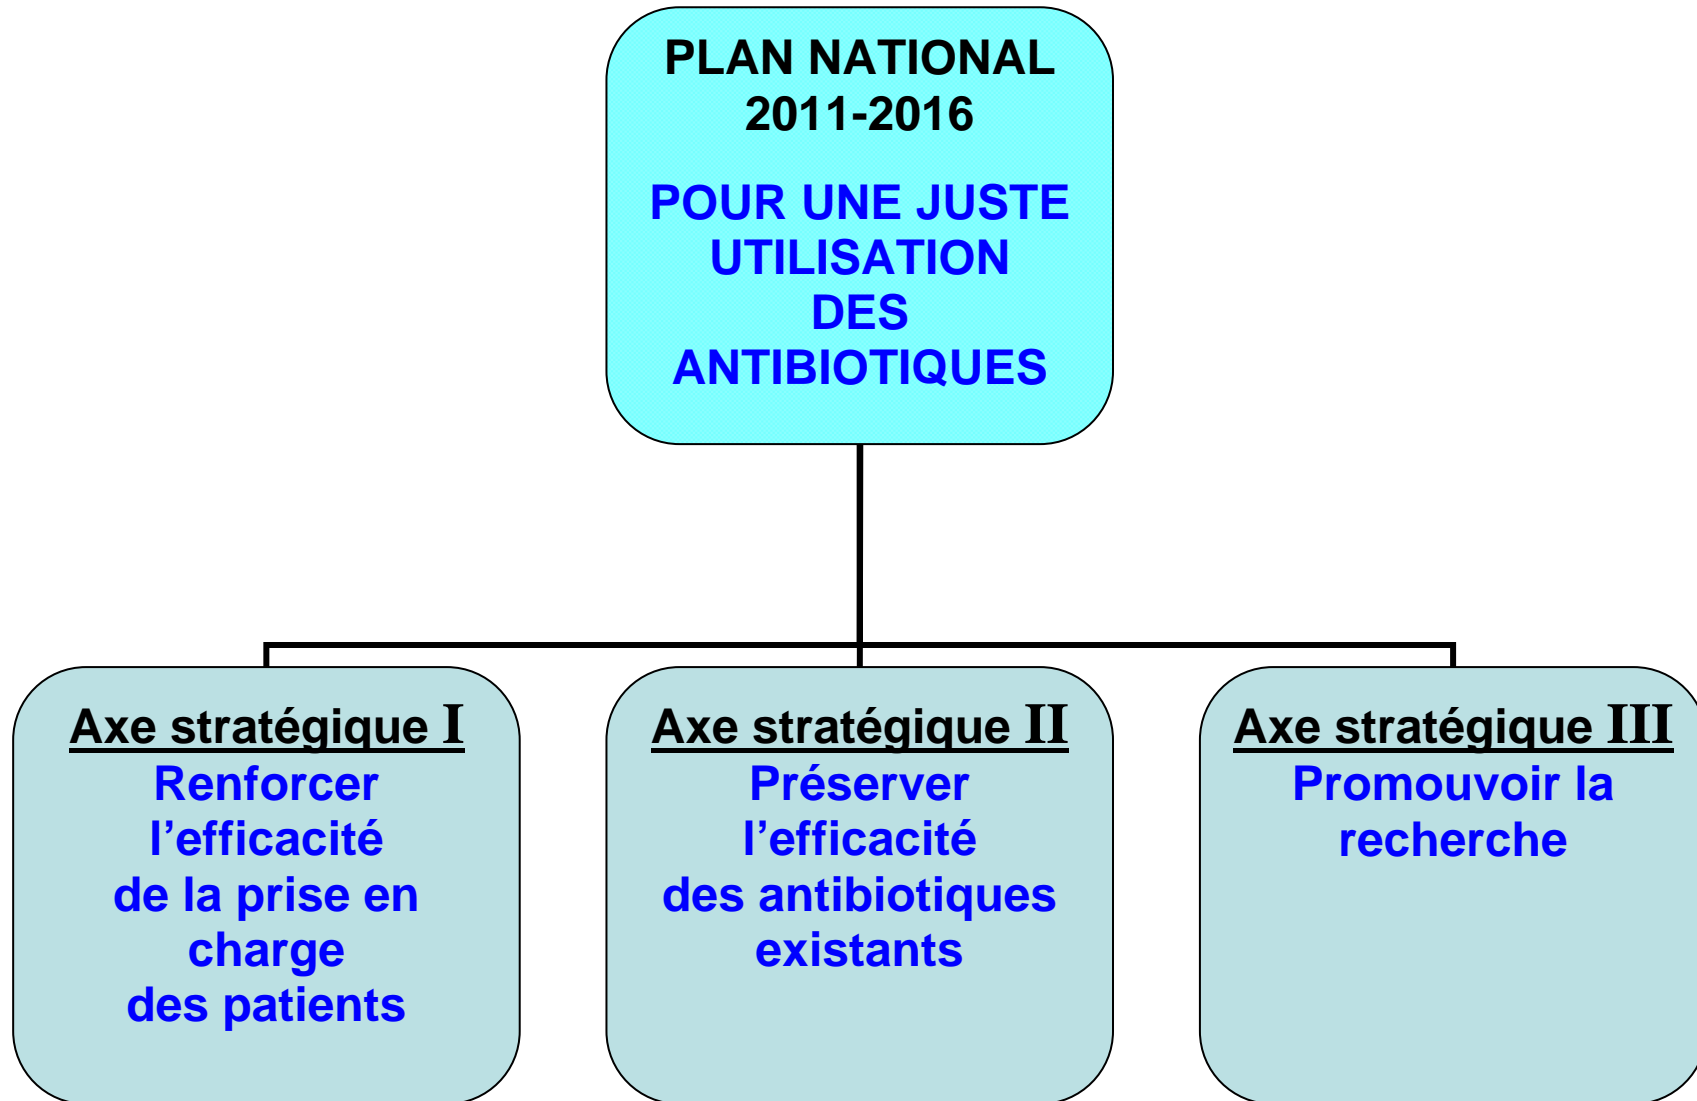 PLAN NATIONAL
2011-2016
POUR UNE JUSTE
UTILISATION
DES
ANTIBIOTIQUES
Axe stratégique I
Renforcer
l’efficacité
de la prise en
charge
des patients
Axe stratégique II
Préserver
l’efficacité
des antibiotiques
existants
Axe stratégique III
Promouvoir la
recherche